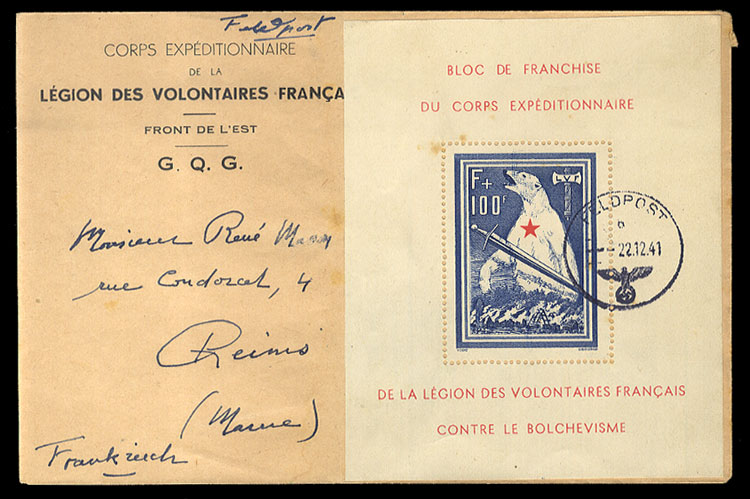 Feldpost
CORPS EXPÉDITIONNAIRE
DE LA
LÉGION DES VOLONTAIRES FRANÇA
FRONT DE L'EST
G. Q. G.
Monsieur René
rue Condorcet, 4
Reims
(Marne)
Frankreich
BLOC DE FRANCHISE
DU CORPS EXPÉDITIONNAIRE
F+
100F
LVF
FELDPOST
b
22.12.41
DE LA LÉGION DES VOLONTAIRES FRANÇAIS
CONTRE LE BOLCHEVISME